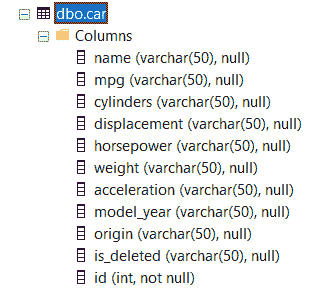 dbo.car
Columns
name (varchar(50), null)
mpg (varchar(50), null)
cylinders (varchar(50), null)
displacement (varchar(50), null)
horsepower (varchar(50), null)
weight (varchar(50), null)
acceleration (varchar(50), null)
model_year (varchar(50), null)
origin (varchar(50), null)
is_deleted (varchar(50), null)
id (int, not null)